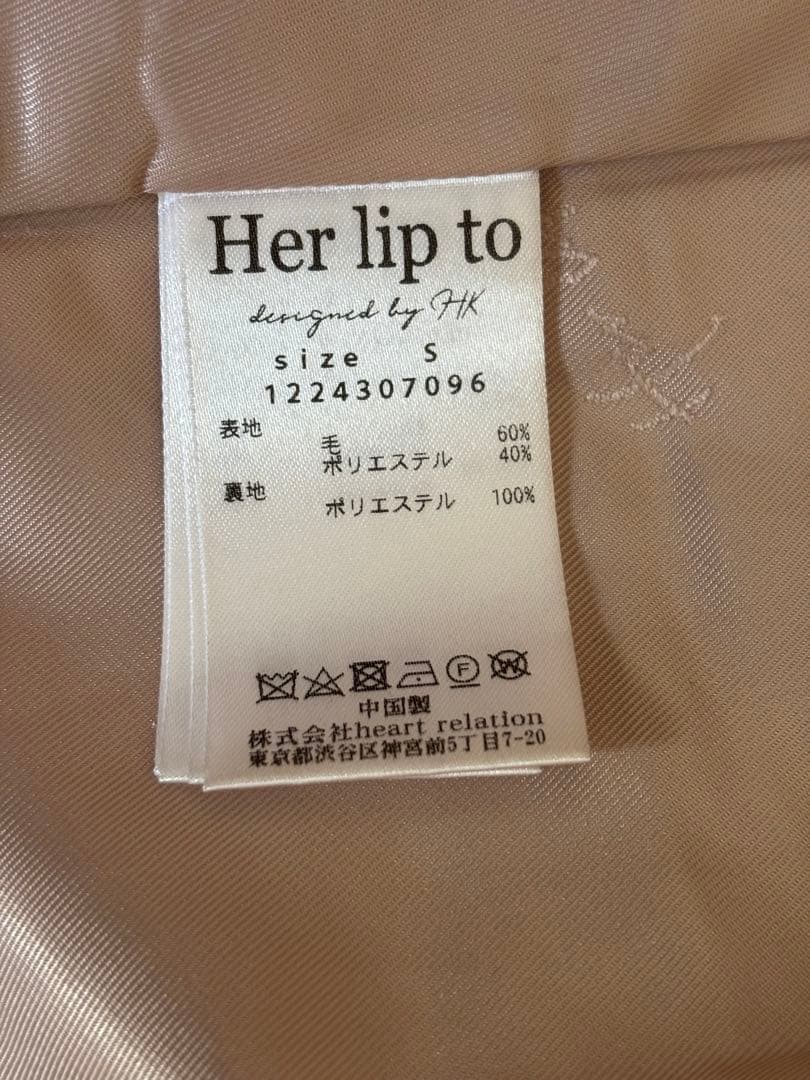 Her lip to
designed by HK
size S
1224307096
表地
毛 60%
ポリエステル 40%
裏地
ポリエステル 100%
F W
中国製
株式会社heart relation
東京都渋谷区神宮前5丁目7-20